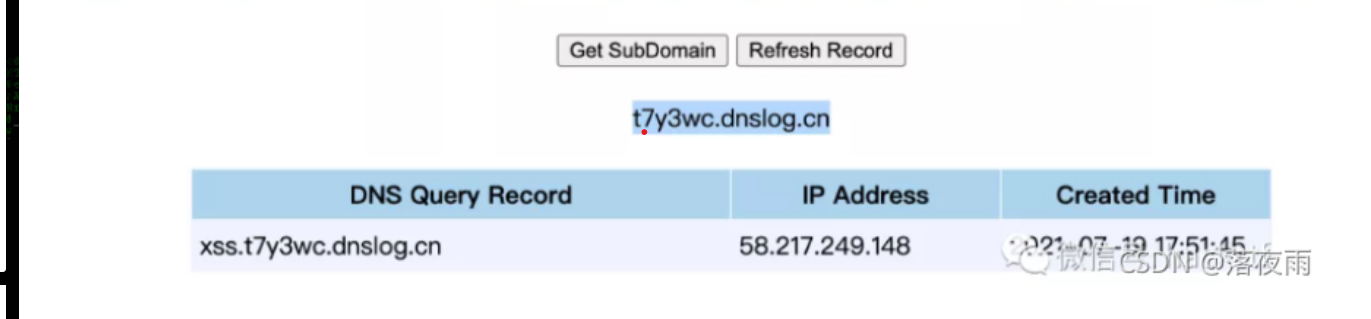 Get SubDomain Refresh Record
t7y3wc.dnslog.cn
DNS Query Record IP Address Created Time
xss.t7y3wc.dnslog.cn 58.217.249.148 2021-07-19 17:51:45
微信
CSDN @落夜雨